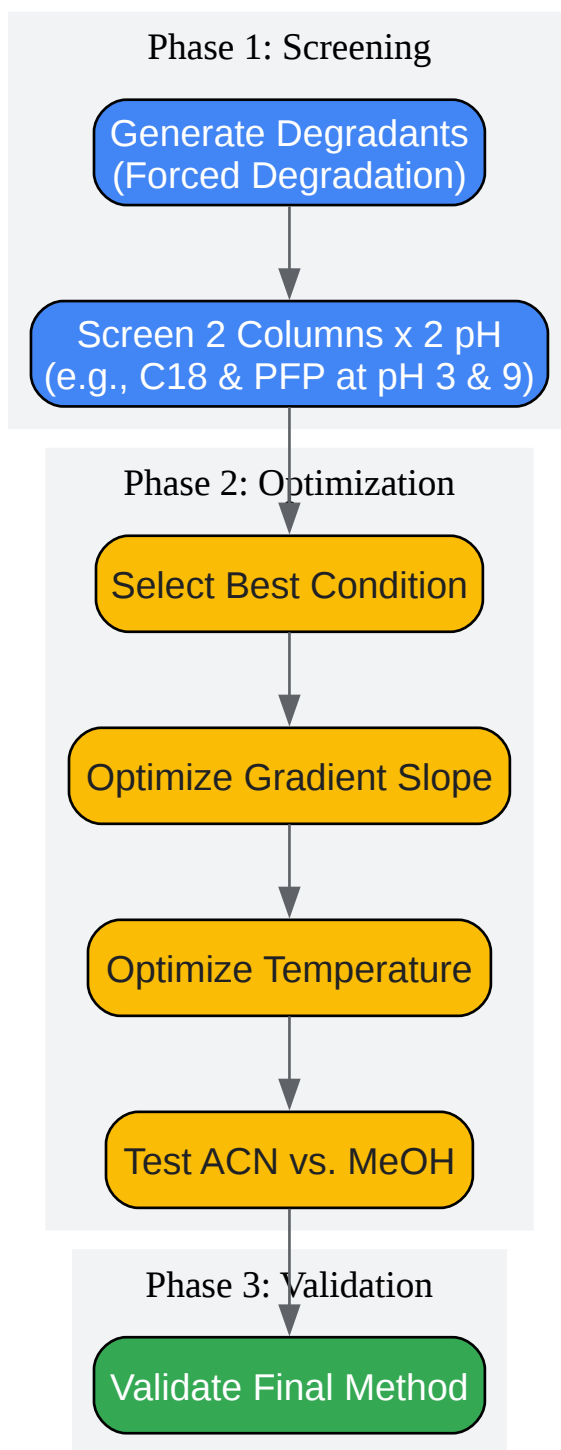 Phase 1: Screening
Generate Degradants
(Forced Degradation)
Screen 2 Columns x 2 pH
(e.g., C18 & PFP at pH 3 & 9)
Phase 2: Optimization
Select Best Condition
Optimize Gradient Slope
Optimize Temperature
Test ACN vs. MeOH
Phase 3: Validation
Validate Final Method